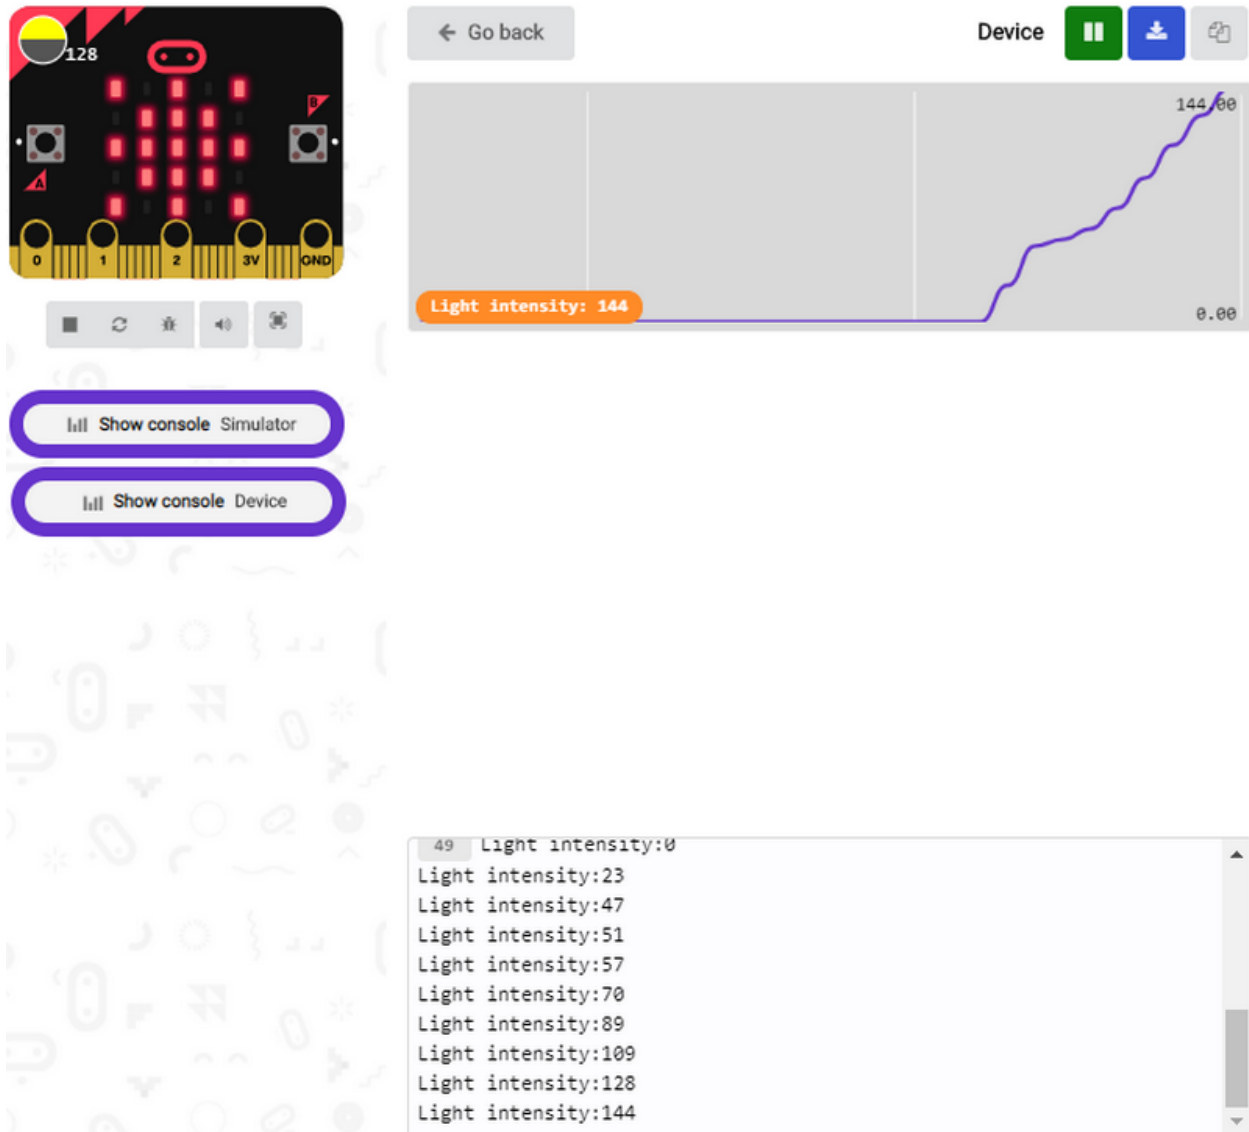 128
B
A
0 1 2 3V GND
Show console Simulator
Show console Device
Go back
Device
144.00
Light intensity: 144
0.00
49 Light intensity:0
Light intensity:23
Light intensity:47
Light intensity:51
Light intensity:57
Light intensity:70
Light intensity:89
Light intensity:109
Light intensity:128
Light intensity:144